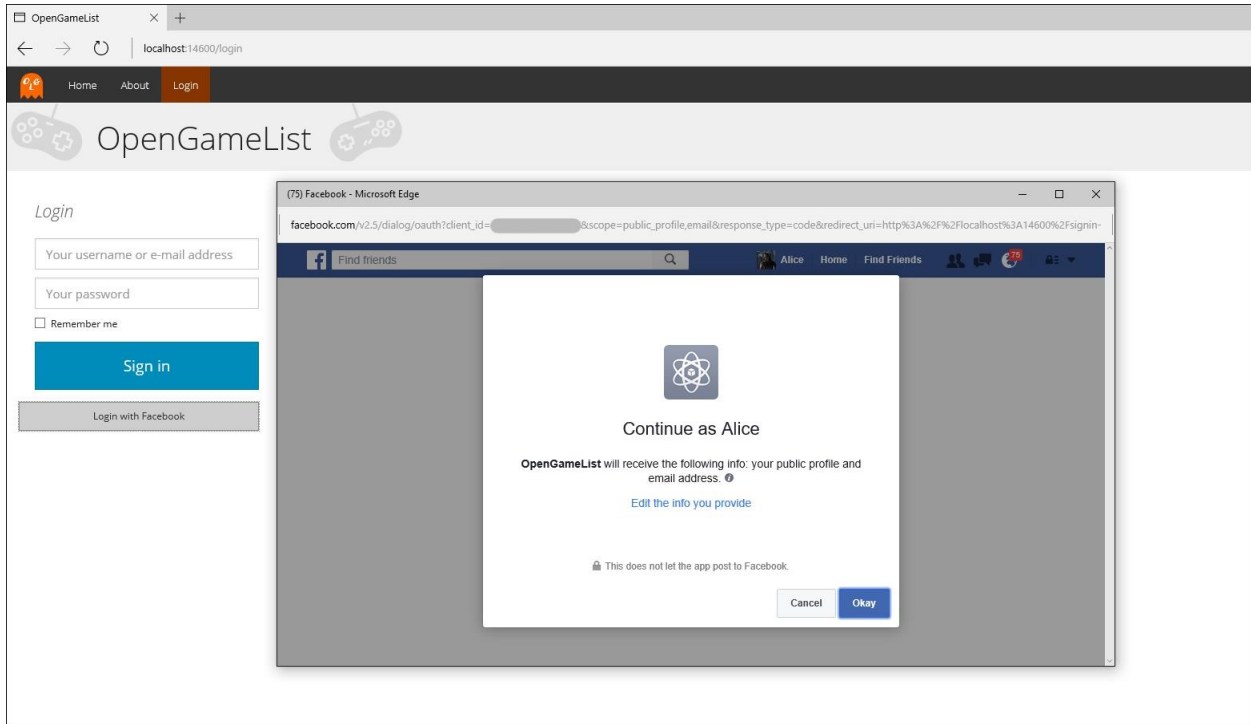 OpenGameList
localhost:14600/login
OLG
Home About Login
OpenGameList
Login
Your username or e-mail address
Your password
Remember me
Sign in
Login with Facebook
(75) Facebook - Microsoft Edge
facebook.com/v2.5/dialog/oauth?client_id= &scope=public_profile,email&response_type=code&redirect_uri=http%3A%2F%2Flocalhost%3A14600%2Fsignin-
f Find friends Alice Home Find Friends 75
Continue as Alice
OpenGameList will receive the following info: your public profile and
email address. i
Edit the info you provide
This does not let the app post to Facebook.
Cancel Okay